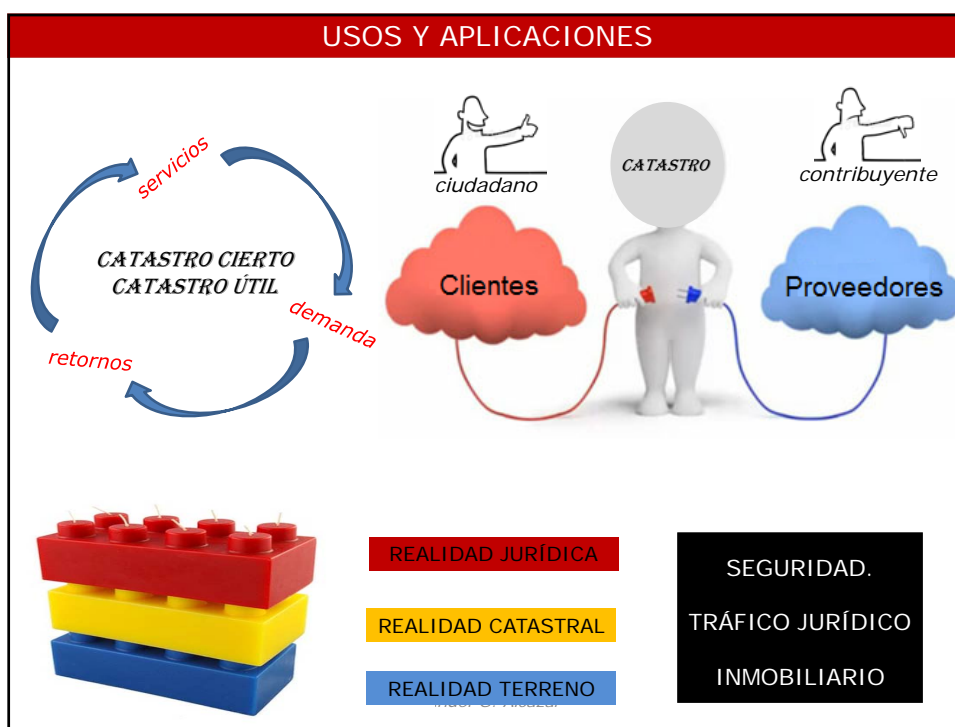 USOS Y APLICACIONES
servicios
CATASTRO CIERTO
CATASTRO ÚTIL
demanda
retornos
ciudadano
CATASTRO
contribuyente
Clientes
Proveedores
REALIDAD JURÍDICA
REALIDAD CATASTRAL
REALIDAD TERRENO
SEGURIDAD.
TRÁFICO JURÍDICO
INMOBILIARIO